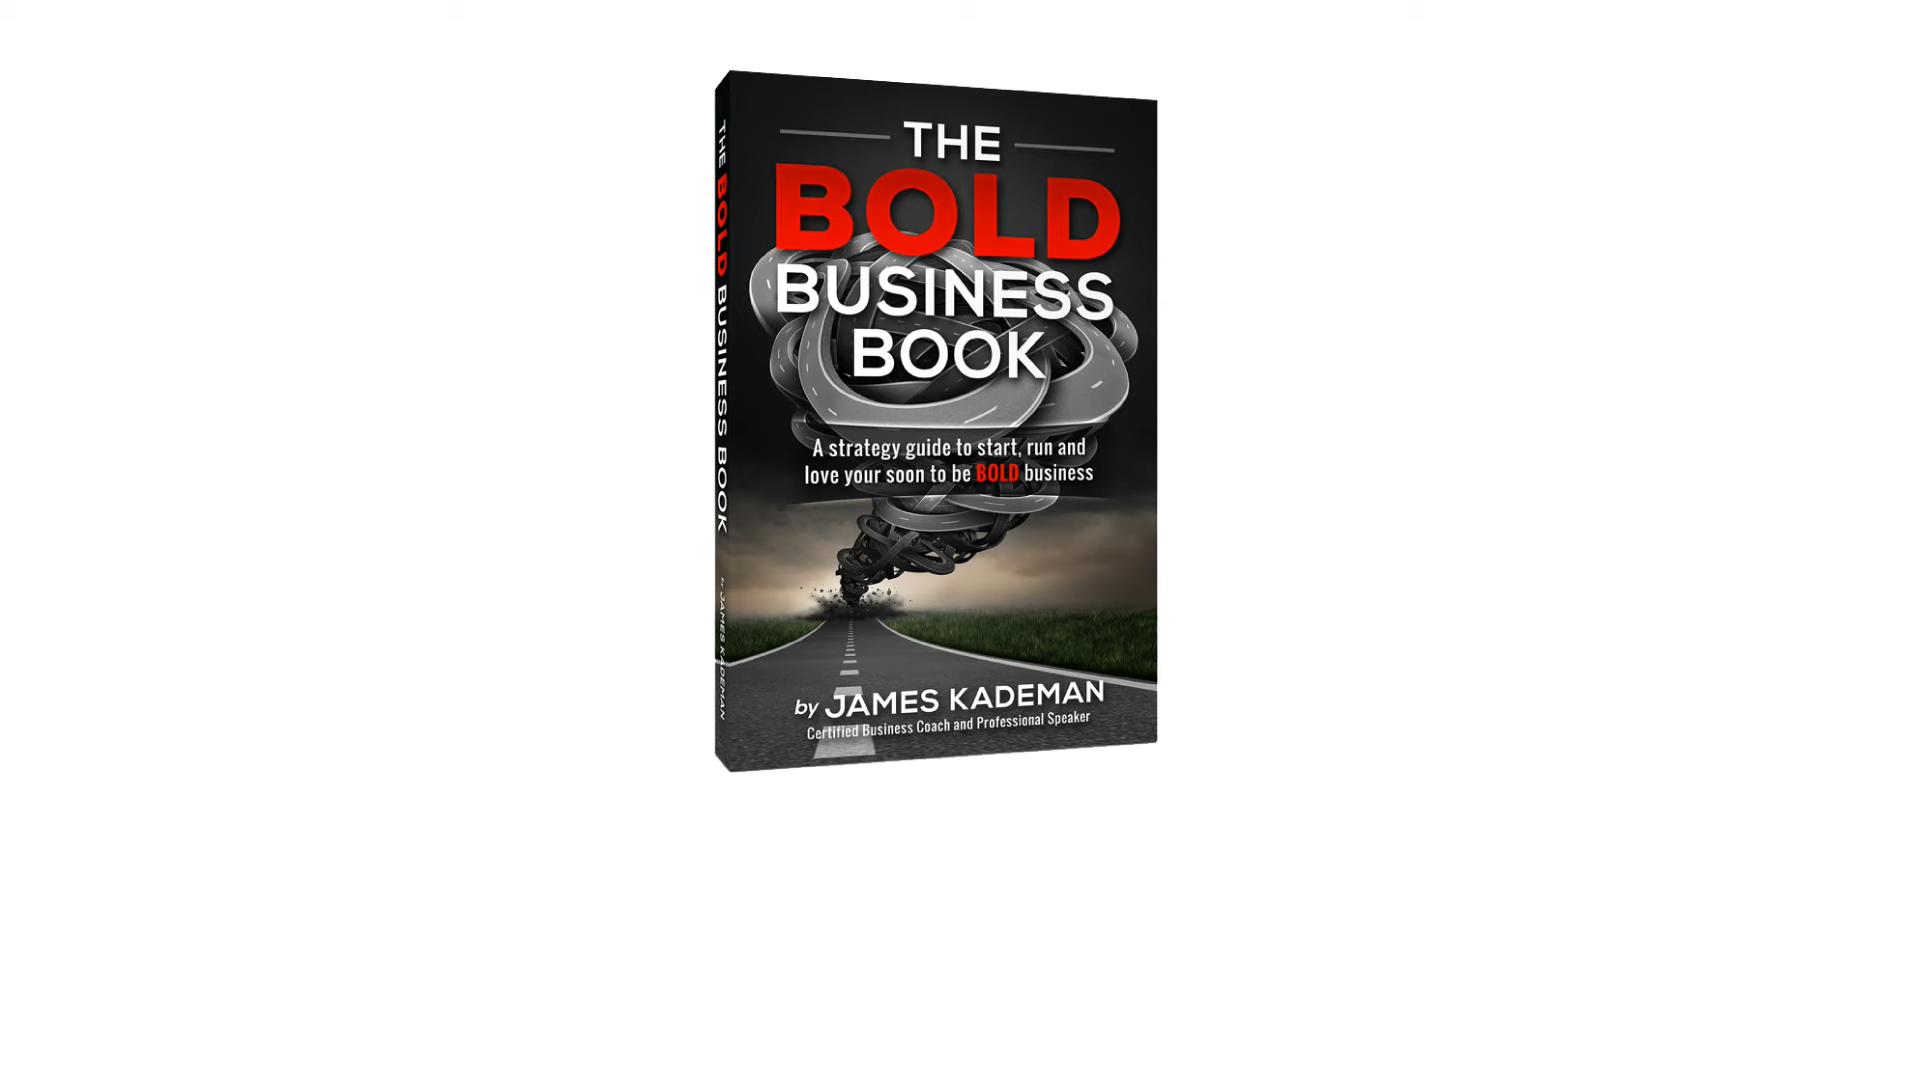 THE
BOLD
BUSINESS
BOOK
A strategy guide to start, run and
love your soon to be BOLD business
by JAMES KADEMAN
Certified Business Coach and Professional Speaker
THE BOLD BUSINESS BOOK
BY JAMES KADEMAN